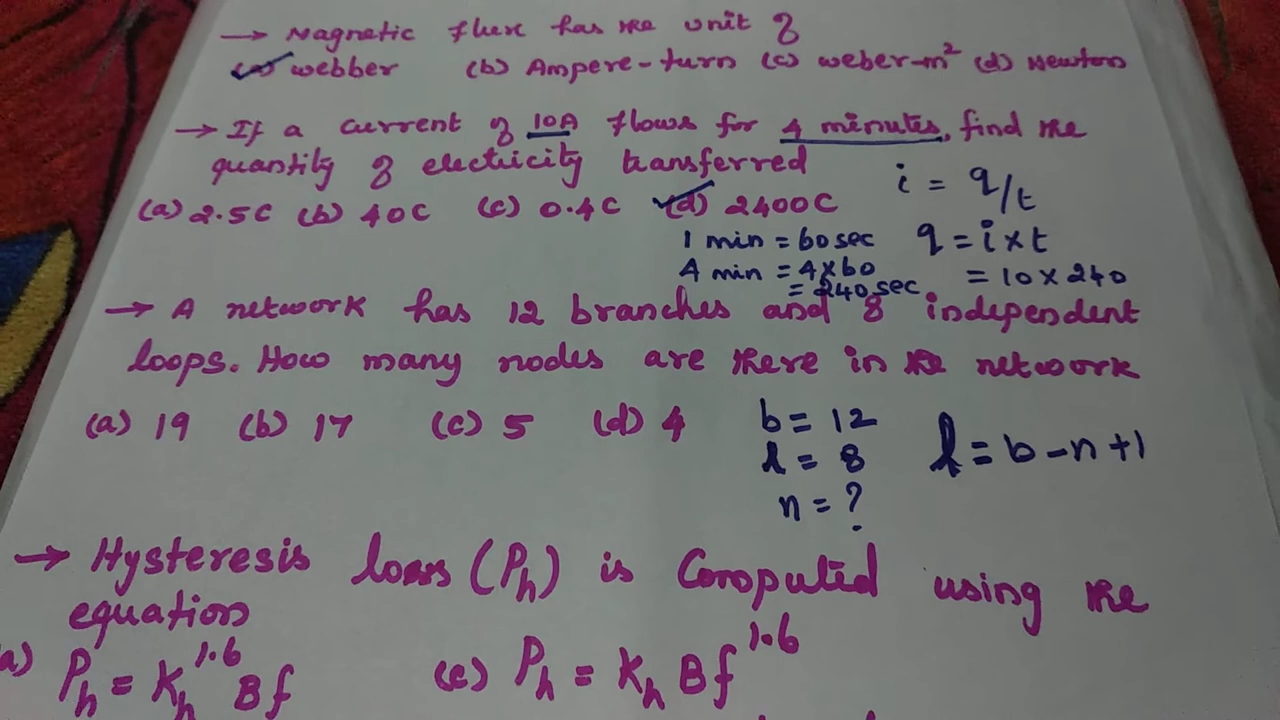 → Magnetic flux has the unit of
(a) webber (b) Ampere-turn (c) weber-m² (d) Newton
→ If a current of 10A flows for 4 minutes, find the
quantity of electricity transferred
(a) 2.5C (b) 40C (c) 0.4C (d) 2400C
i = q/t
1 min = 60 sec
4 min = 4×60
= 240 sec
q = i×t
= 10×240
→ A network has 12 branches and 8 independent
loops. How many nodes are there in the network
(a) 19 (b) 17 (c) 5 (d) 4
b = 12
l = 8
n = ?
l = b-n+1
→ Hysteresis loss (Ph) is Computed using the
equation
a) Ph = Kh^1.6 Bf (c) Ph = Kh Bf^1.6